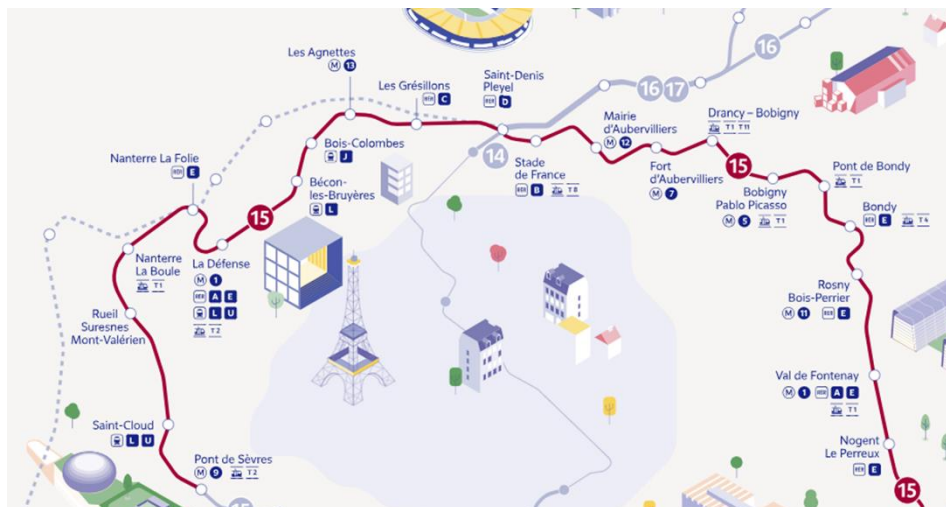 Les Agnettes
M 13
Les Grésillons
RER C
Saint-Denis
Pleyel
RER D
16
16 17
14
Nanterre La Folie
RER E
Bois-Colombes
J
Bécon-
les-Bruyères
L
15
Stade
de France
RER B T8
Mairie
d'Aubervilliers
M 12
Fort
d'Aubervilliers
M 7
Drancy – Bobigny
T1 T11
15
Bobigny
Pablo Picasso
M 5 T1
Pont de Bondy
T1
Bondy
RER E T4
Nanterre
La Boule
T1
La Défense
M 1
RER A E
L U
T2
Rueil
Suresnes
Mont-Valérien
Rosny
Bois-Perrier
M 11 RER E
Val de Fontenay
M 1 RER A E
T1
Saint-Cloud
L U
Pont de Sèvres
M 9 T2
15
Nogent
Le Perreux
RER E
15